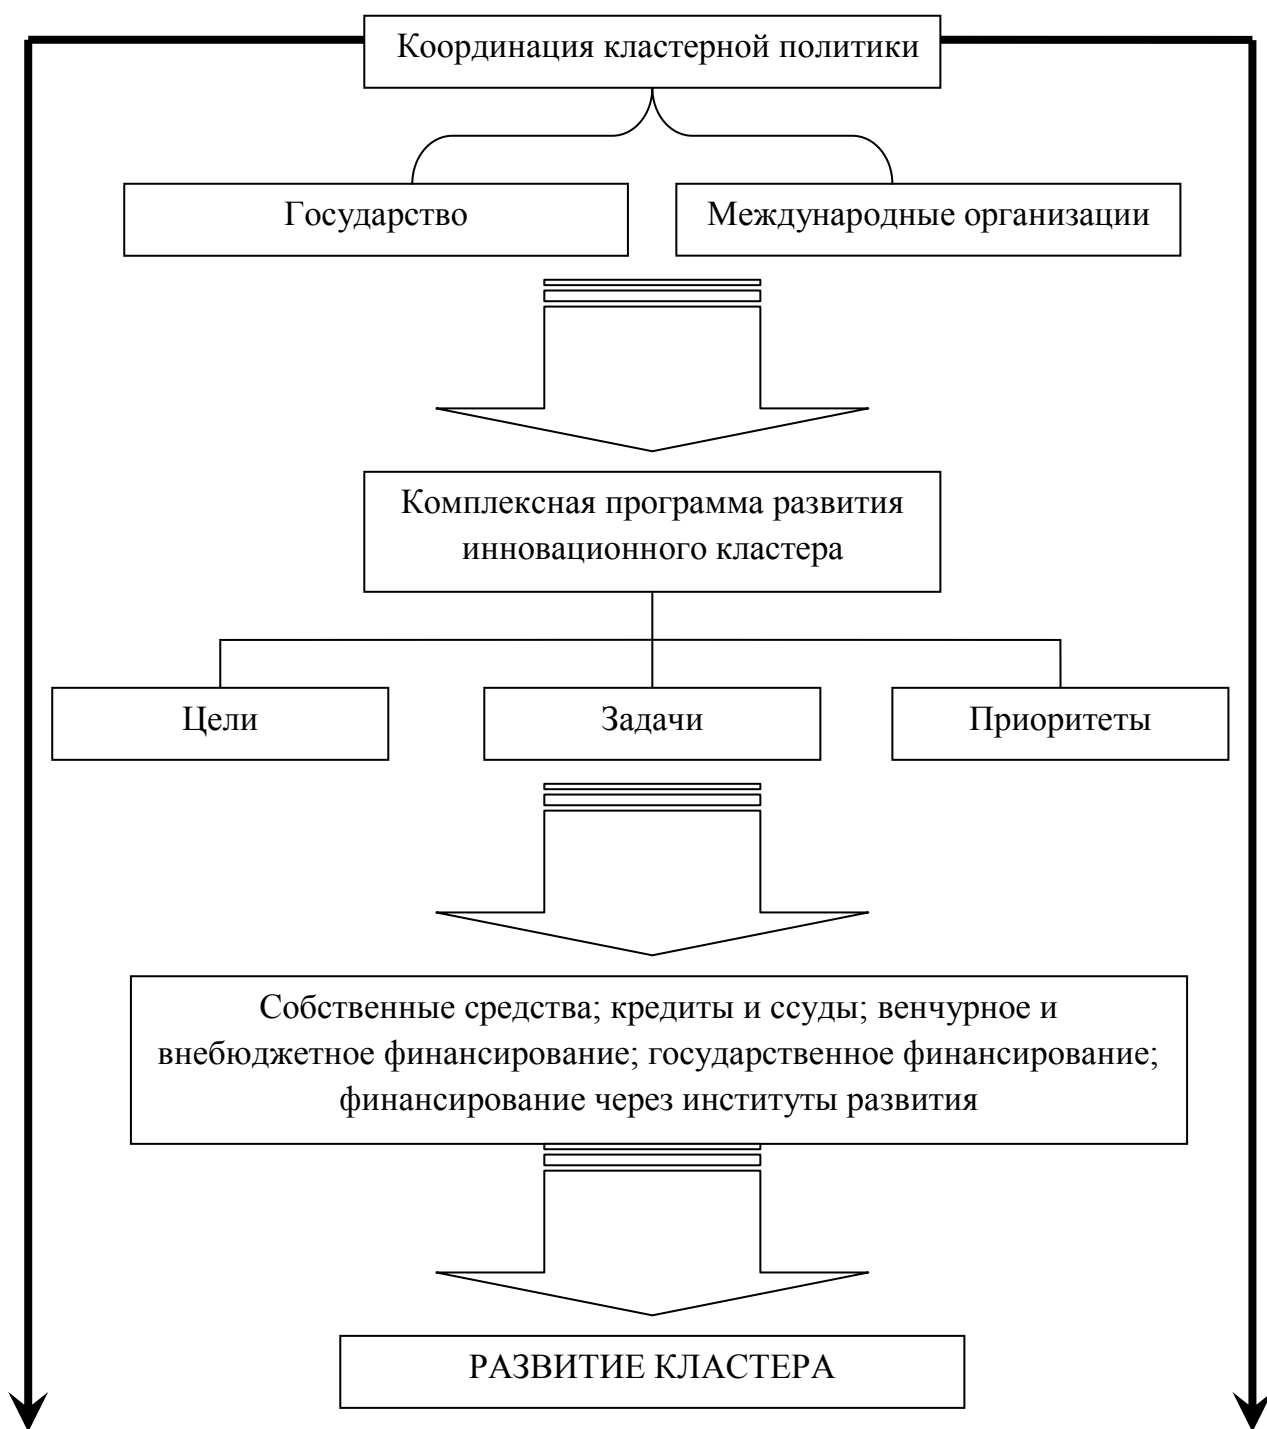 Координация кластерной политики
Государство
Международные организации
Комплексная программа развития
инновационного кластера
Цели
Задачи
Приоритеты
Собственные средства; кредиты и ссуды; венчурное и
внебюджетное финансирование; государственное финансирование;
финансирование через институты развития
РАЗВИТИЕ КЛАСТЕРА